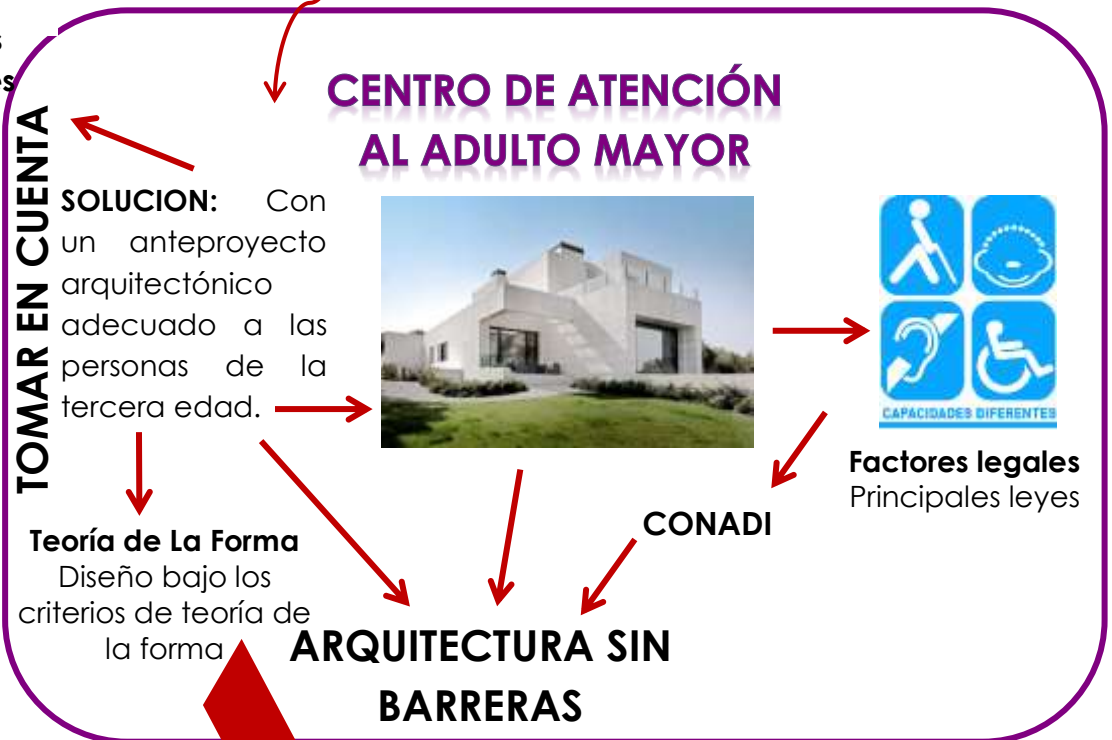 CENTRO DE ATENCIÓN
AL ADULTO MAYOR
TOMAR EN CUENTA
SOLUCION: Con
un anteproyecto
arquitectónico
adecuado a las
personas de la
tercera edad.
CAPACIDADES DIFERENTES
Factores legales
Principales leyes
CONADI
Teoría de La Forma
Diseño bajo los
criterios de teoría de
la forma
ARQUITECTURA SIN
BARRERAS